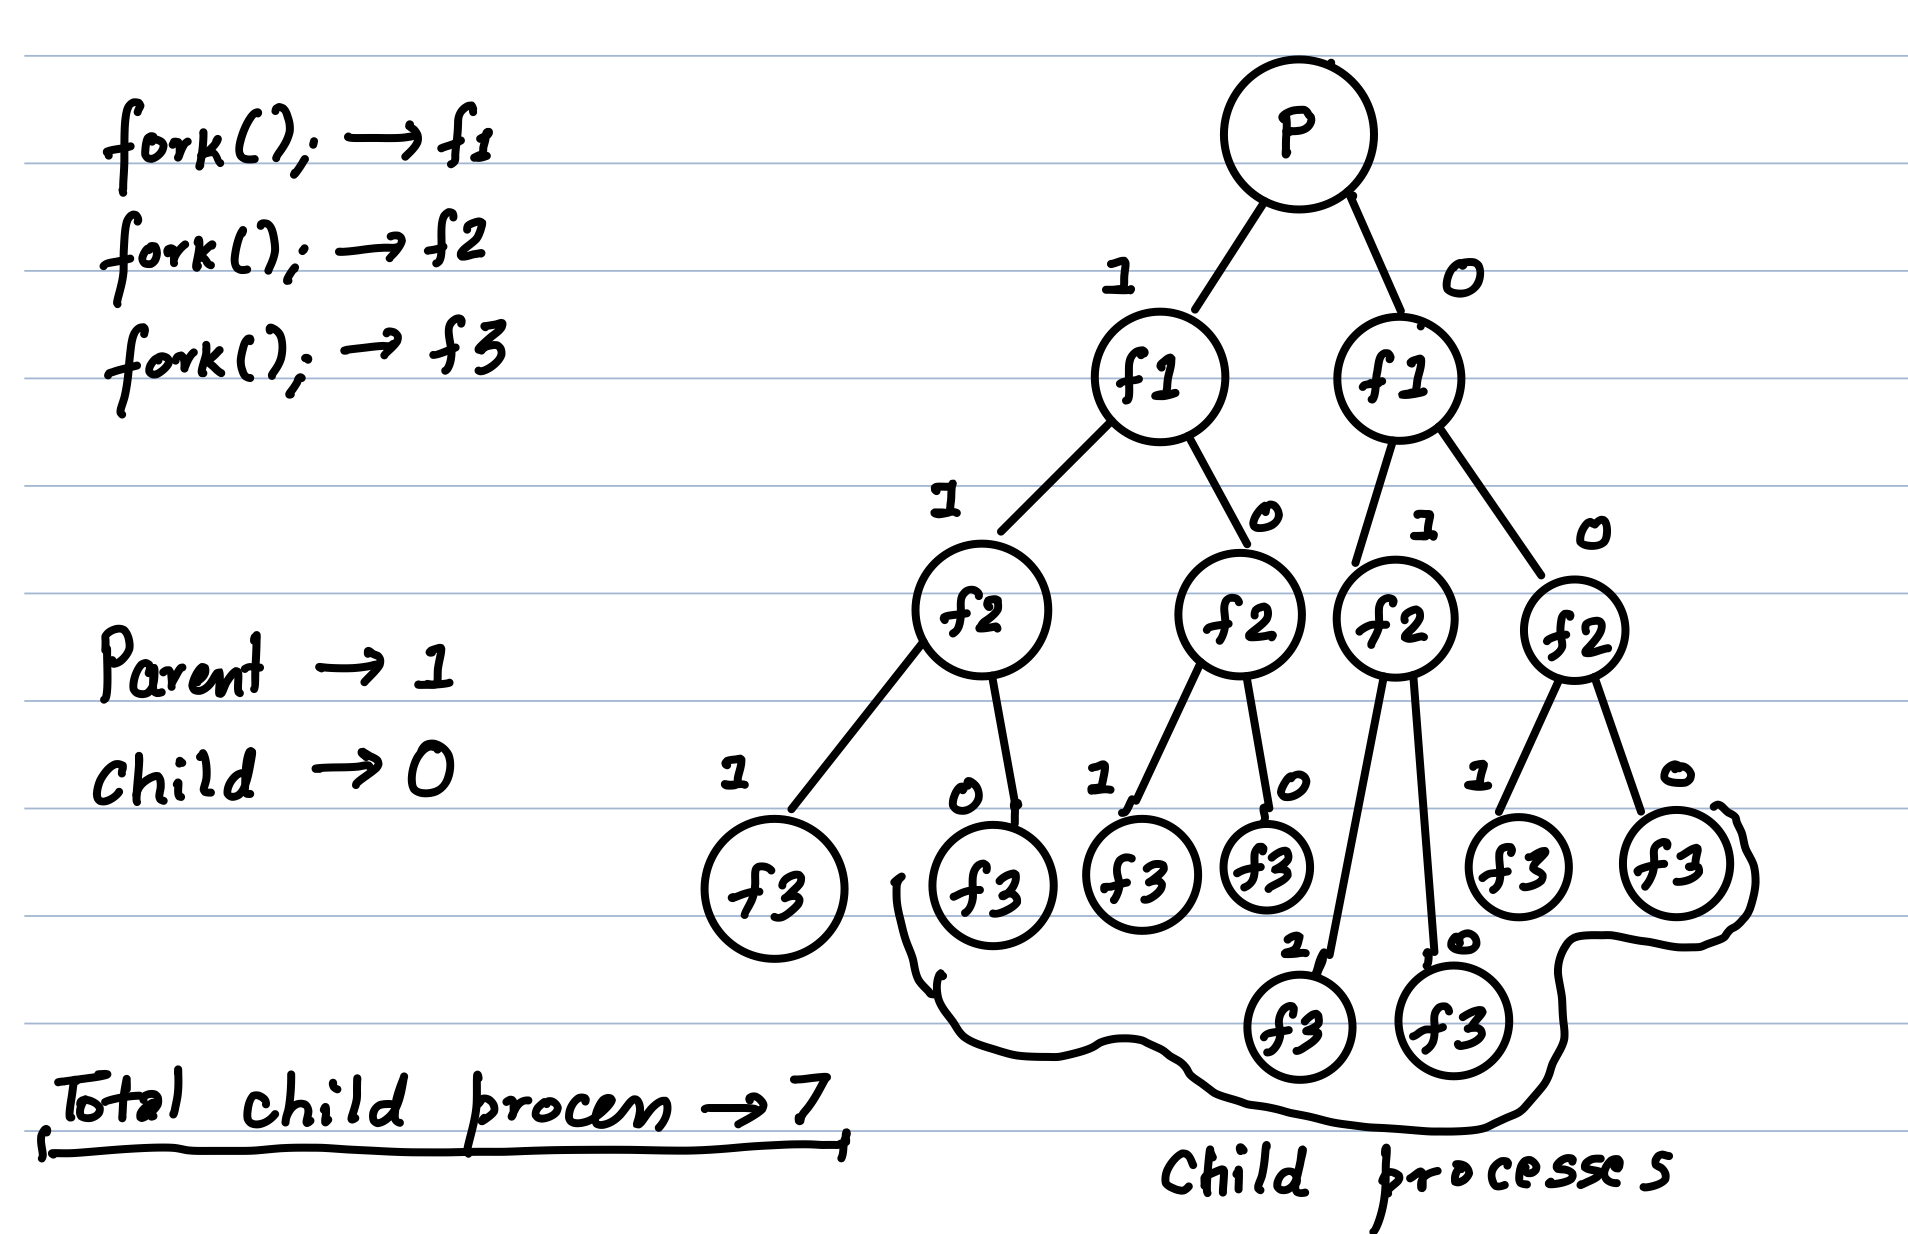 fork(); → f1
fork(); → f2
fork(); → f3
P
1 0
f1 f1
1 0 1 0
f2 f2 f2 f2
Parent → 1
child → 0
1 0 1 0 1 0
f3 f3 f3 f3 f3 f3
1 0
f3 f3
Total child process → 7
Child processes